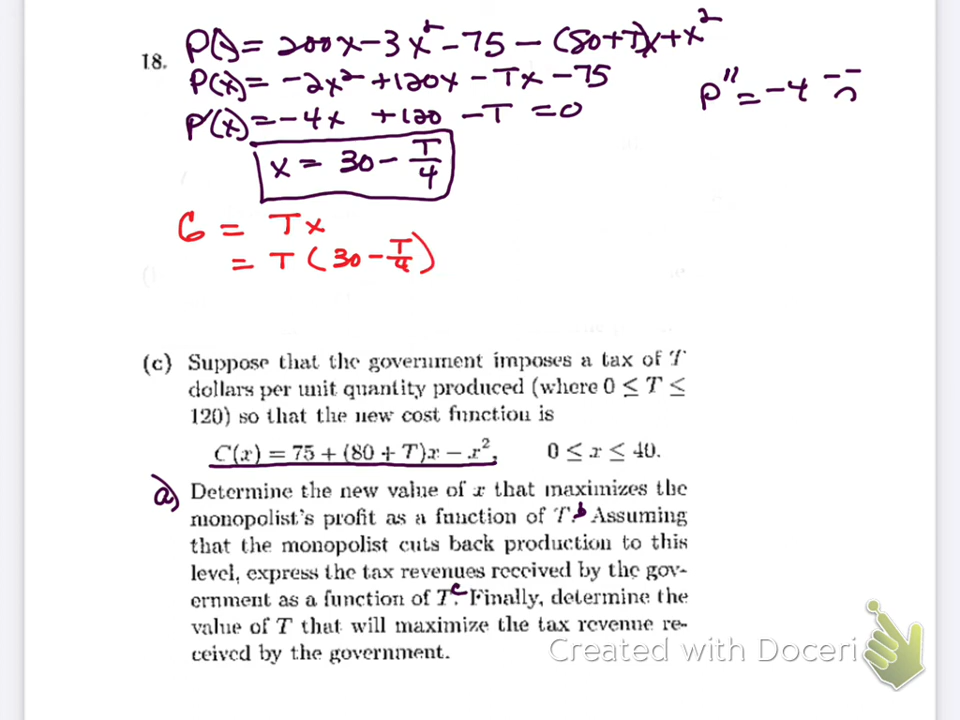 18.
P(x) = 200x - 3x² - 75 - (80+T)x + x²
P(x) = -2x² + 120x - Tx - 75
P'(x) = -4x + 120 - T = 0
P'' = -4
x = 30 - T/4
G = Tx
= T(30 - T/4)
(c) Suppose that the government imposes a tax of T
dollars per unit quantity produced (where 0 ≤ T ≤
120) so that the new cost function is
C(x) = 75 + (80 + T)x − x², 0 ≤ x ≤ 40.
a) Determine the new value of x that maximizes the
monopolist's profit as a function of T. b Assuming
that the monopolist cuts back production to this
level, express the tax revenues received by the gov-
ernment as a function of T. c Finally, determine the
value of T that will maximize the tax revenue re-
ceived by the government.
Created with Doceri